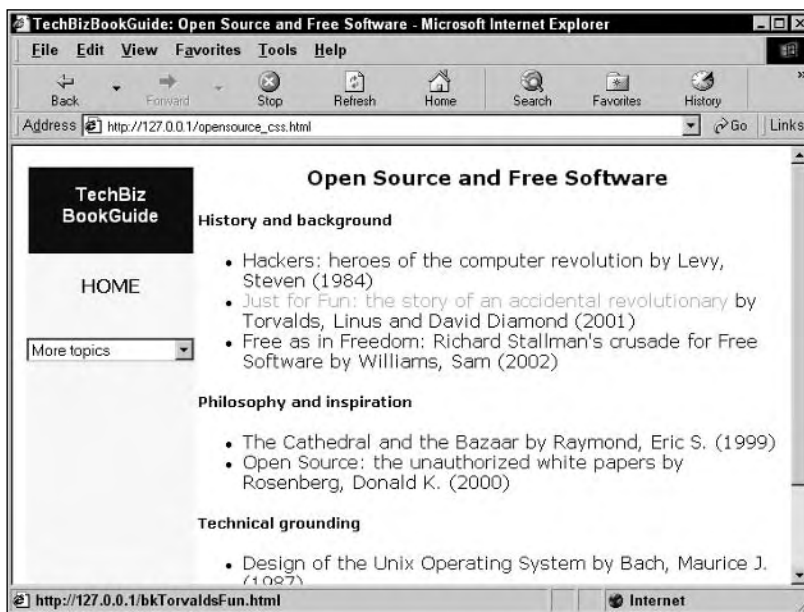 TechBizBookGuide: Open Source and Free Software - Microsoft Internet Explorer
File Edit View Favorites Tools Help
Back Forward Stop Refresh Home Search Favorites History »
Address http://127.0.0.1/opensource_css.html Go Links
TechBiz
BookGuide
HOME
More topics
Open Source and Free Software
History and background
• Hackers: heroes of the computer revolution by Levy,
Steven (1984)
• Just for Fun: the story of an accidental revolutionary by
Torvalds, Linus and David Diamond (2001)
• Free as in Freedom: Richard Stallman's crusade for Free
Software by Williams, Sam (2002)
Philosophy and inspiration
• The Cathedral and the Bazaar by Raymond, Eric S. (1999)
• Open Source: the unauthorized white papers by
Rosenberg, Donald K. (2000)
Technical grounding
• Design of the Unix Operating System by Bach, Maurice J.
(1987)
http://127.0.0.1/bkTorvaldsFun.html Internet